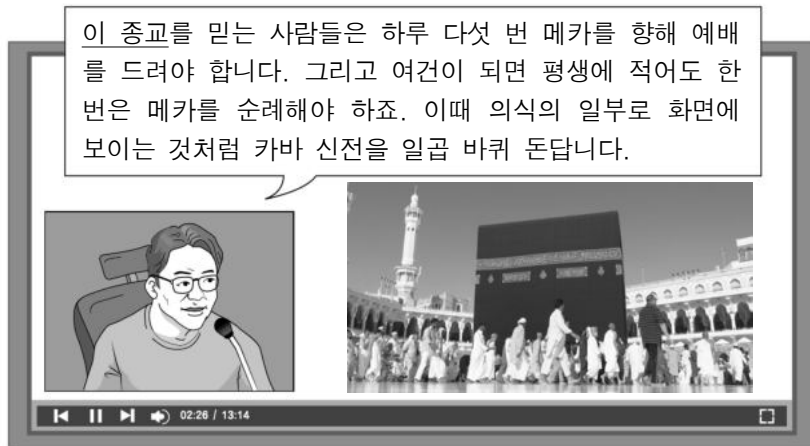 이 종교를 믿는 사람들은 하루 다섯 번 메카를 향해 예배
를 드려야 합니다. 그리고 여건이 되면 평생에 적어도 한
번은 메카를 순례해야 하죠. 이때 의식의 일부로 화면에
보이는 것처럼 카바 신전을 일곱 바퀴 돈답니다.
02:26 / 13:14